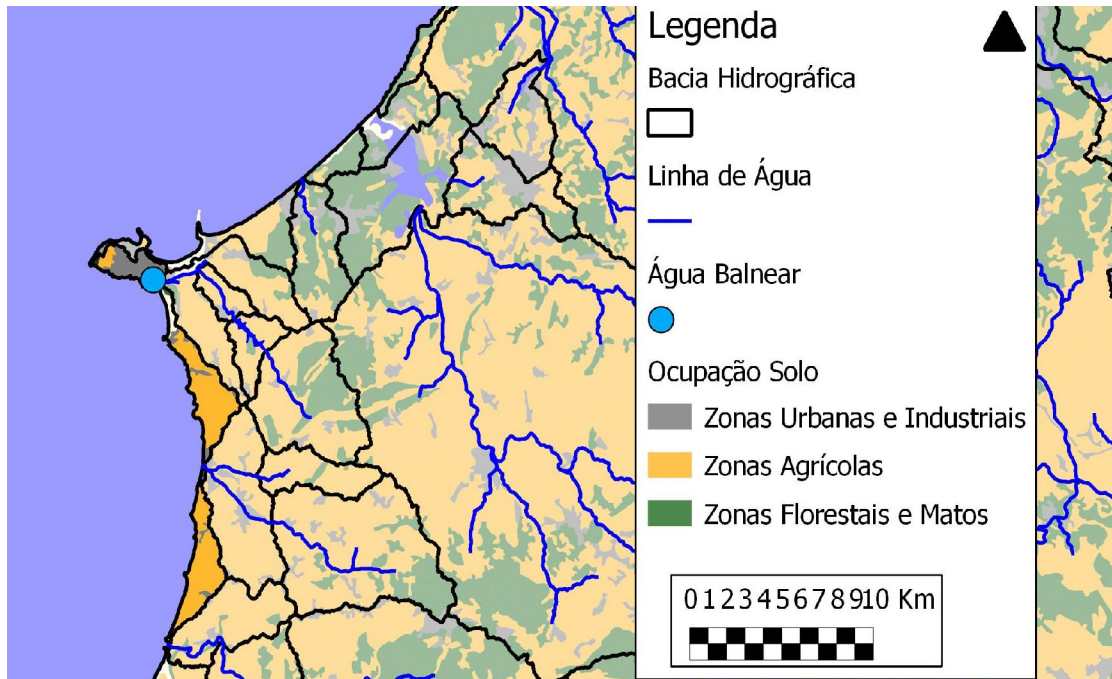 Legenda
Bacia Hidrográfica
Linha de Água
Água Balnear
Ocupação Solo
Zonas Urbanas e Industriais
Zonas Agrícolas
Zonas Florestais e Matos
0 1 2 3 4 5 6 7 8 9 10 Km